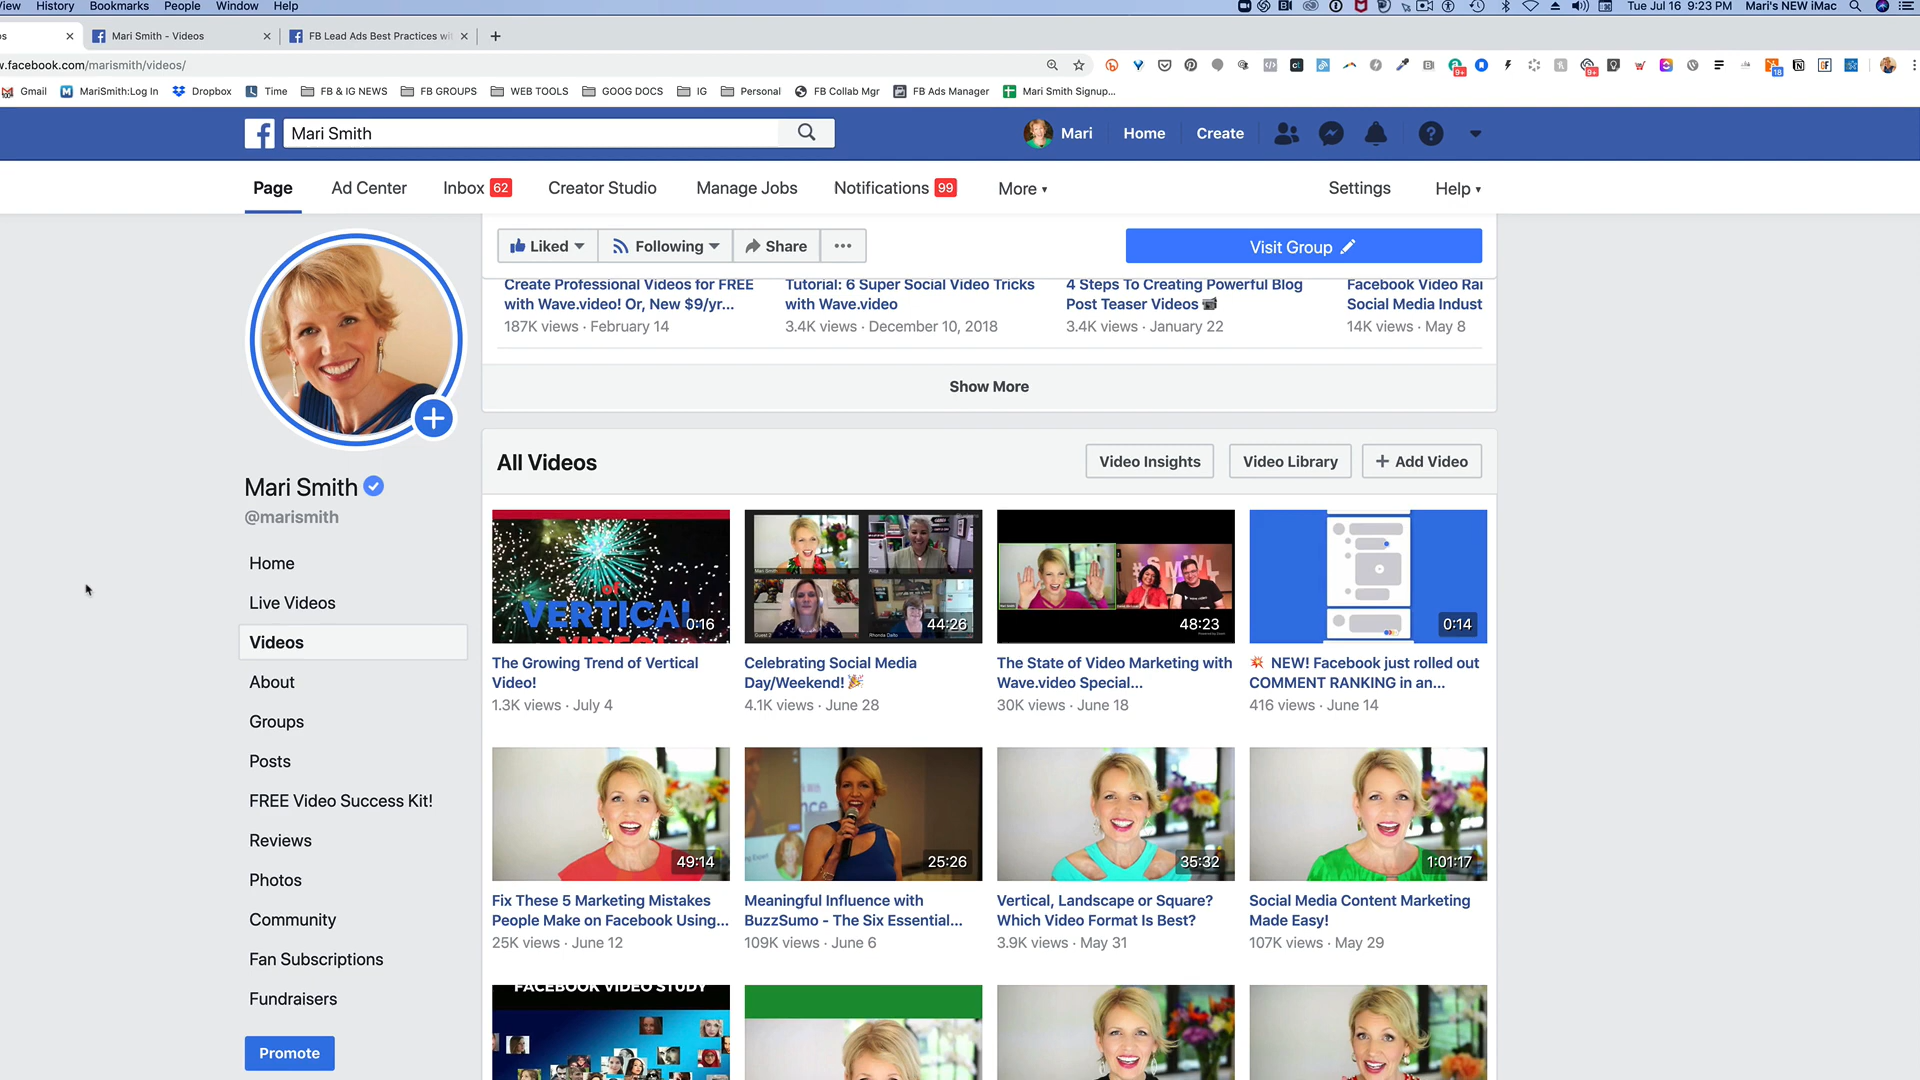 View History Bookmarks People Window Help
Tue Jul 16 9:23 PM Mari's NEW iMac
Mari Smith - Videos
FB Lead Ads Best Practices wi
w.facebook.com/marismith/videos/
Gmail MariSmith:Log In Dropbox Time FB & IG NEWS FB GROUPS WEB TOOLS GOOG DOCS IG Personal FB Collab Mgr FB Ads Manager Mari Smith Signup...
Mari Smith
Mari Home Create
Page Ad Center Inbox 62 Creator Studio Manage Jobs Notifications 99 More Settings Help
Liked Following Share ... Visit Group
Create Professional Videos for FREE
with Wave.video! Or, New $9/yr...
187K views · February 14
Tutorial: 6 Super Social Video Tricks
with Wave.video
3.4K views · December 10, 2018
4 Steps To Creating Powerful Blog
Post Teaser Videos 📹
3.4K views · January 22
Facebook Video Ra
Social Media Indust
14K views · May 8
Show More
Mari Smith
@marismith
Home
Live Videos
Videos
About
Groups
Posts
FREE Video Success Kit!
Reviews
Photos
Community
Fan Subscriptions
Fundraisers
Promote
All Videos
Video Insights Video Library + Add Video
of
VERTICAL
VIDEO!
0:16
The Growing Trend of Vertical
Video!
1.3K views · July 4
44:26
Celebrating Social Media
Day/Weekend! 🎉
4.1K views · June 28
48:23
The State of Video Marketing with
Wave.video Special...
30K views · June 18
0:14
💥 NEW! Facebook just rolled out
COMMENT RANKING in an...
416 views · June 14
49:14
Fix These 5 Marketing Mistakes
People Make on Facebook Using...
25K views · June 12
25:26
Meaningful Influence with
BuzzSumo - The Six Essential...
109K views · June 6
35:32
Vertical, Landscape or Square?
Which Video Format Is Best?
3.9K views · May 31
1:01:17
Social Media Content Marketing
Made Easy!
107K views · May 29
FACEBOOK VIDEO STUDY